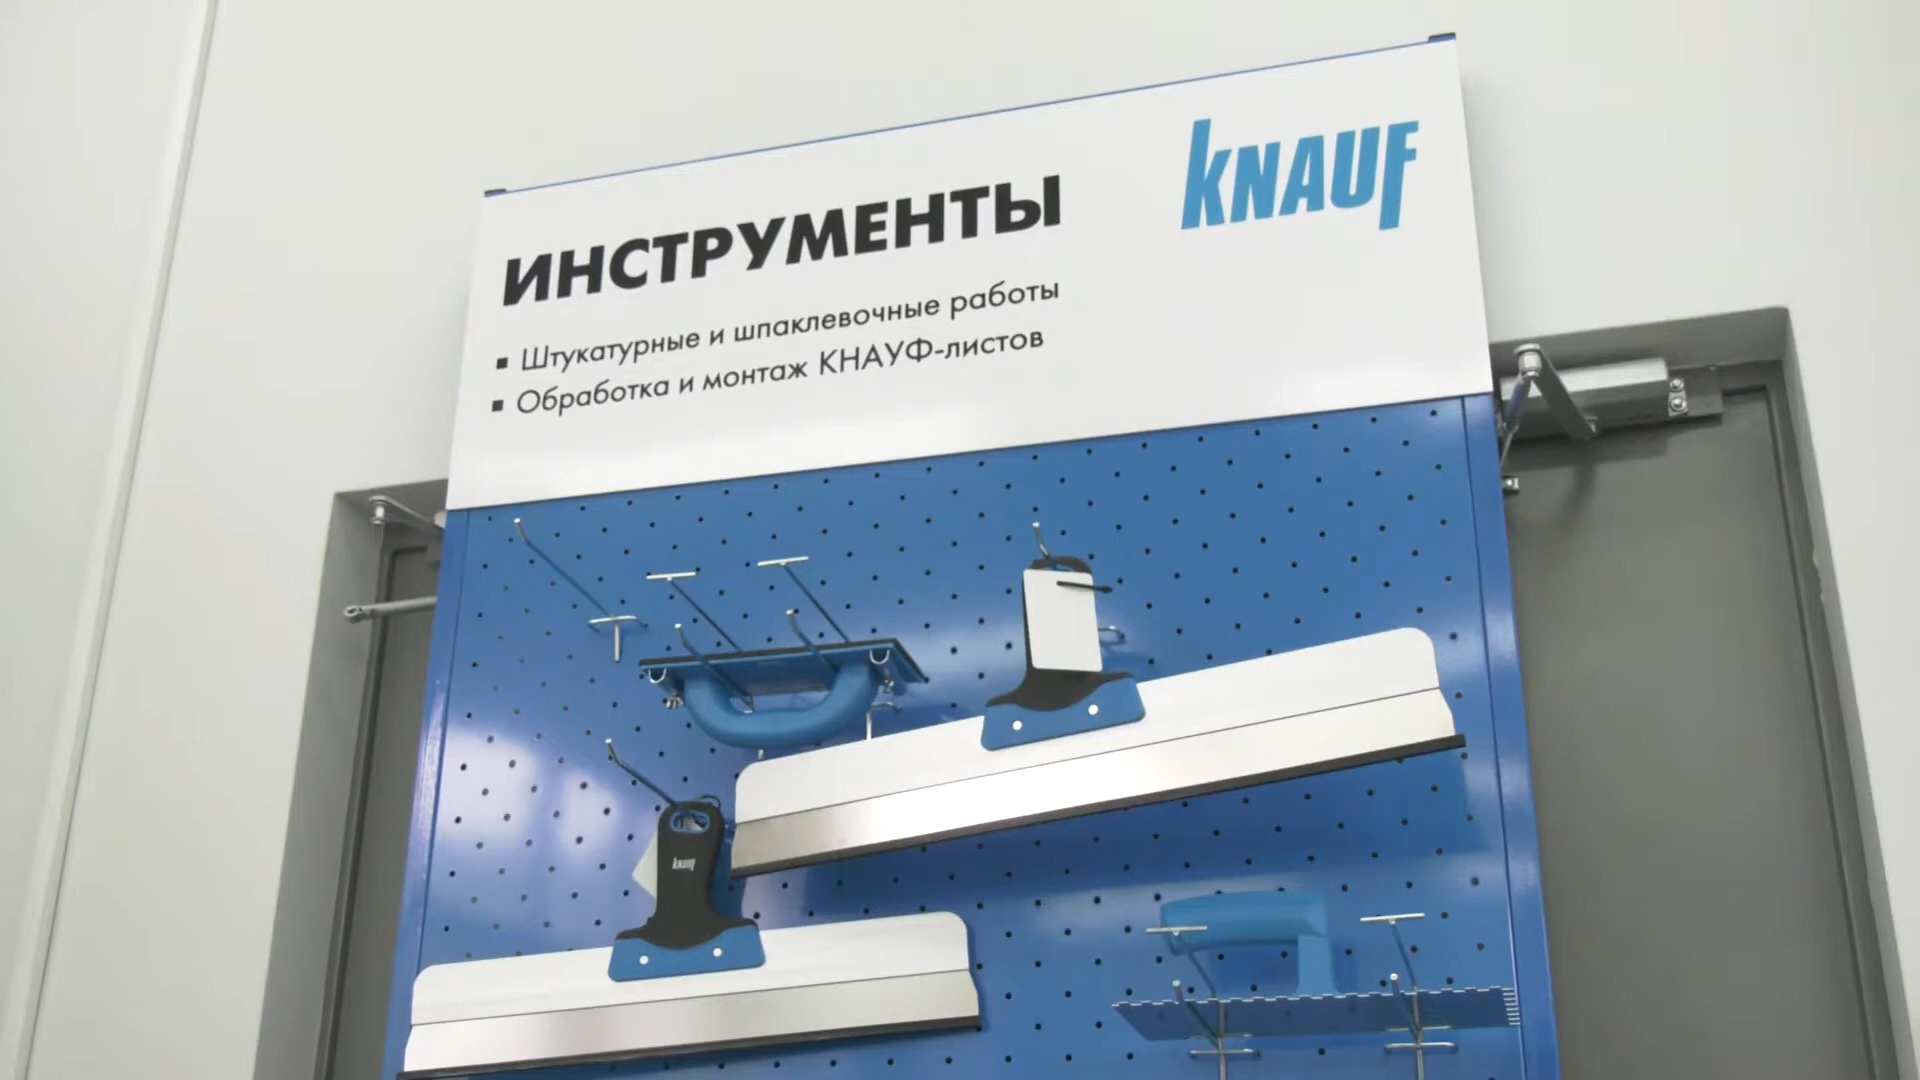 KNAUF
ИНСТРУМЕНТЫ
▪ Штукатурные и шпаклевочные работы
▪ Обработка и монтаж КНАУФ-листов
knauf